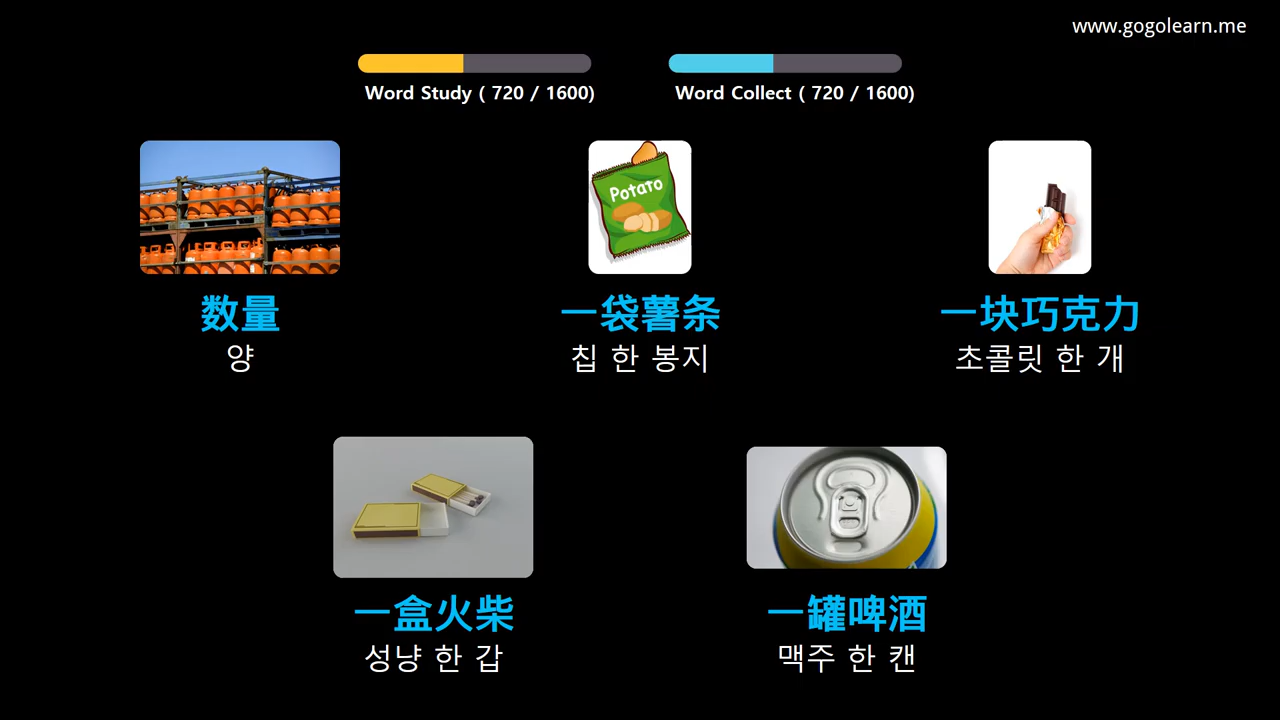 www.gogolearn.me
Word Study ( 720 / 1600)
Word Collect ( 720 / 1600)
Potato
数量
양
一袋薯条
칩 한 봉지
一块巧克力
초콜릿 한 개
一盒火柴
성냥 한 갑
一罐啤酒
맥주 한 캔